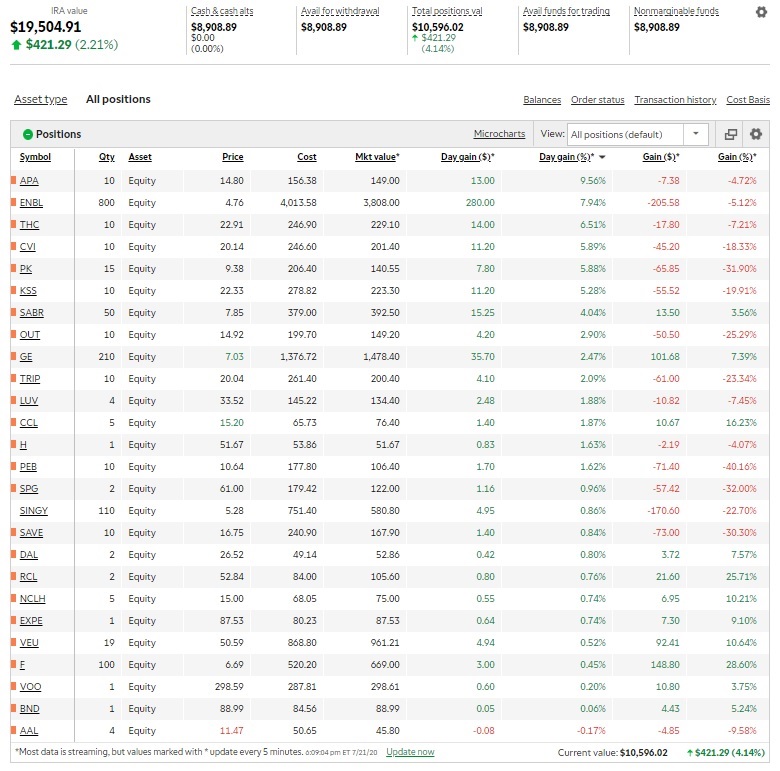 IRA value
$19,504.91
$421.29 (2.21%)
Cash & cash alts
$8,908.89
$0.00
(0.00%)
Avail for withdrawal
$8,908.89
Total positions val
$10,596.02
$421.29
(4.14%)
Avail funds for trading
$8,908.89
Nonmarginable funds
$8,908.89
Asset type All positions Balances Order status Transaction history Cost Basis
Positions Microcharts View: All positions (default)
Symbol Qty Asset Price Cost Mkt value* Day gain ($)* Day gain (%)* Gain ($)* Gain (%)*
APA 10 Equity 14.80 156.38 149.00 13.00 9.56% -7.38 -4.72%
ENBL 800 Equity 4.76 4,013.58 3,808.00 280.00 7.94% -205.58 -5.12%
THC 10 Equity 22.91 246.90 229.10 14.00 6.51% -17.80 -7.21%
CVI 10 Equity 20.14 246.60 201.40 11.20 5.89% -45.20 -18.33%
PK 15 Equity 9.38 206.40 140.55 7.80 5.88% -65.85 -31.90%
KSS 10 Equity 22.33 278.82 223.30 11.20 5.28% -55.52 -19.91%
SABR 50 Equity 7.85 379.00 392.50 15.25 4.04% 13.50 3.56%
OUT 10 Equity 14.92 199.70 149.20 4.20 2.90% -50.50 -25.29%
GE 210 Equity 7.03 1,376.72 1,478.40 35.70 2.47% 101.68 7.39%
TRIP 10 Equity 20.04 261.40 200.40 4.10 2.09% -61.00 -23.34%
LUV 4 Equity 33.52 145.22 134.40 2.48 1.88% -10.82 -7.45%
CCL 5 Equity 15.20 65.73 76.40 1.40 1.87% 10.67 16.23%
H 1 Equity 51.67 53.86 51.67 0.83 1.63% -2.19 -4.07%
PEB 10 Equity 10.64 177.80 106.40 1.70 1.62% -71.40 -40.16%
SPG 2 Equity 61.00 179.42 122.00 1.16 0.96% -57.42 -32.00%
SINGY 110 Equity 5.28 751.40 580.80 4.95 0.86% -170.60 -22.70%
SAVE 10 Equity 16.75 240.90 167.90 1.40 0.84% -73.00 -30.30%
DAL 2 Equity 26.52 49.14 52.86 0.42 0.80% 3.72 7.57%
RCL 2 Equity 52.84 84.00 105.60 0.80 0.76% 21.60 25.71%
NCLH 5 Equity 15.00 68.05 75.00 0.55 0.74% 6.95 10.21%
EXPE 1 Equity 87.53 80.23 87.53 0.64 0.74% 7.30 9.10%
VEU 19 Equity 50.59 868.80 961.21 4.94 0.52% 92.41 10.64%
F 100 Equity 6.69 520.20 669.00 3.00 0.45% 148.80 28.60%
VOO 1 Equity 298.59 287.81 298.61 0.60 0.20% 10.80 3.75%
BND 1 Equity 88.99 84.56 88.99 0.05 0.06% 4.43 5.24%
AAL 4 Equity 11.47 50.65 45.80 -0.08 -0.17% -4.85 -9.58%
*Most data is streaming, but values marked with * update every 5 minutes. 6:09:04 pm ET 7/21/20 Update now Current value: $10,596.02 $421.29 (4.14%)